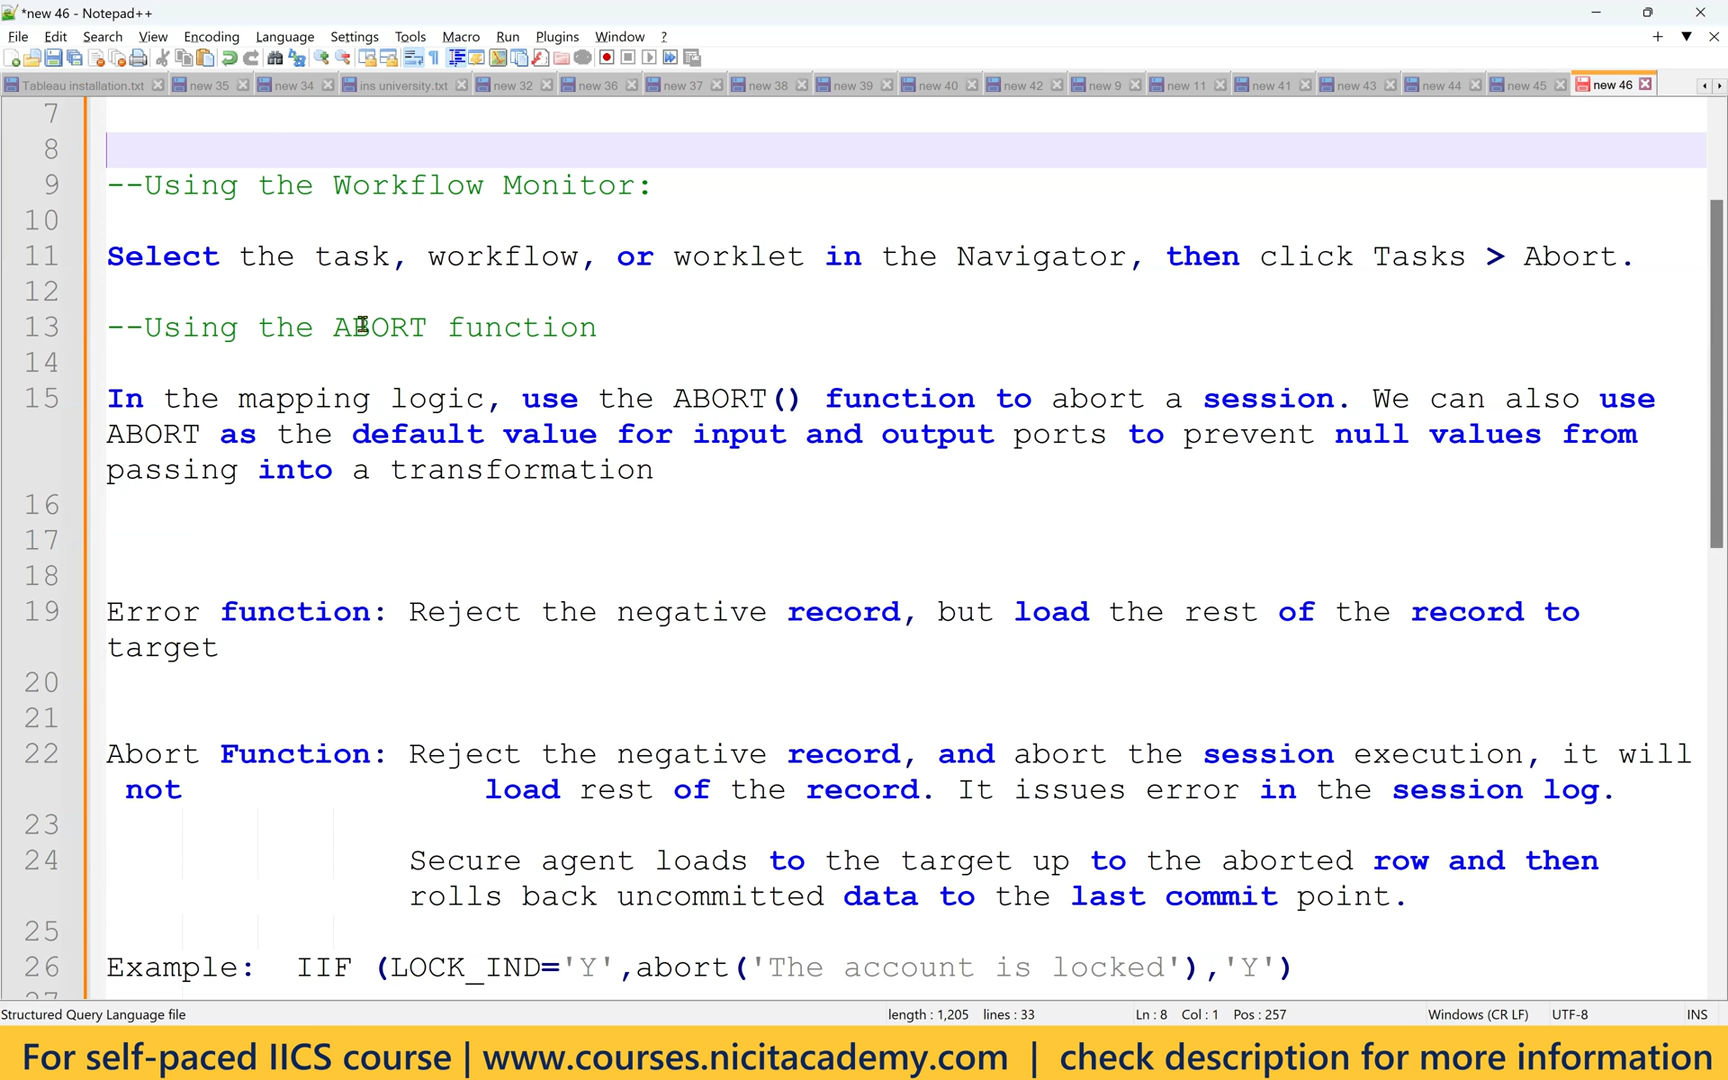 *new 46 - Notepad++
File Edit Search View Encoding Language Settings Tools Macro Run Plugins Window ?
Tableau installation.txt new 35 new 34 ins university.txt new 32 new 36 new 37 new 38 new 39 new 40 new 42 new 9 new 11 new 41 new 43 new 44 new 45 new 46
7
8
9 --Using the Workflow Monitor:
10
11 Select the task, workflow, or worklet in the Navigator, then click Tasks > Abort.
12
13 --Using the ABORT function
14
15 In the mapping logic, use the ABORT() function to abort a session. We can also use
ABORT as the default value for input and output ports to prevent null values from
passing into a transformation
16
17
18
19 Error function: Reject the negative record, but load the rest of the record to
target
20
21
22 Abort Function: Reject the negative record, and abort the session execution, it will
not load rest of the record. It issues error in the session log.
23
24 Secure agent loads to the target up to the aborted row and then
rolls back uncommitted data to the last commit point.
25
26 Example: IIF (LOCK_IND='Y',abort('The account is locked'),'Y')
27
Structured Query Language file length : 1,205 lines : 33 Ln : 8 Col : 1 Pos : 257 Windows (CR LF) UTF-8 INS
For self-paced IICS course | www.courses.nicitacademy.com | check description for more information